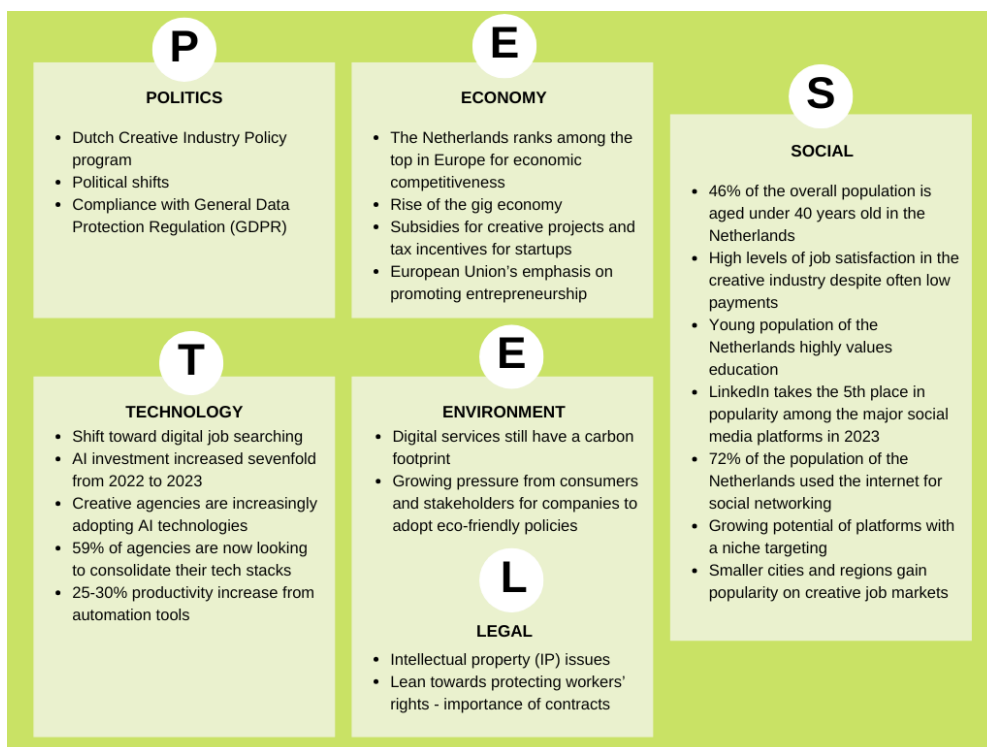 P
POLITICS
• Dutch Creative Industry Policy
program
• Political shifts
• Compliance with General Data
Protection Regulation (GDPR)
E
ECONOMY
• The Netherlands ranks among the
top in Europe for economic
competitiveness
• Rise of the gig economy
• Subsidies for creative projects and
tax incentives for startups
• European Union’s emphasis on
promoting entrepreneurship
S
SOCIAL
• 46% of the overall population is
aged under 40 years old in the
Netherlands
• High levels of job satisfaction in the
creative industry despite often low
payments
• Young population of the
Netherlands highly values
education
• LinkedIn takes the 5th place in
popularity among the major social
media platforms in 2023
• 72% of the population of the
Netherlands used the internet for
social networking
• Growing potential of platforms with
a niche targeting
• Smaller cities and regions gain
popularity on creative job markets
T
TECHNOLOGY
• Shift toward digital job searching
• AI investment increased sevenfold
from 2022 to 2023
• Creative agencies are increasingly
adopting AI technologies
• 59% of agencies are now looking
to consolidate their tech stacks
• 25-30% productivity increase from
automation tools
E
ENVIRONMENT
• Digital services still have a carbon
footprint
• Growing pressure from consumers
and stakeholders for companies to
adopt eco-friendly policies
L
LEGAL
• Intellectual property (IP) issues
• Lean towards protecting workers’
rights - importance of contracts